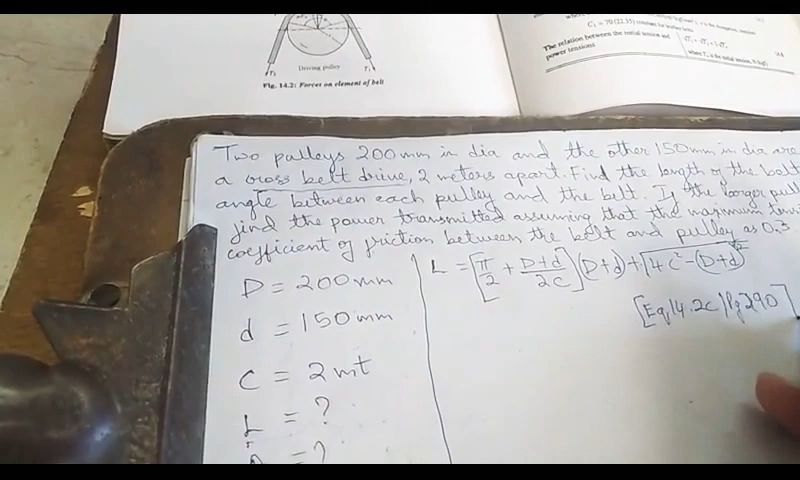 Driving pulley
T₁
Fig. 14.2: Forces on element of belt
The relation between the initial tension and
power tensions
Two pulleys 200 mm in dia and the other 150 mm in dia are
a cross belt drive, 2 meters apart. Find the length of the belt
angle between each pulley and the belt. If the larger pull
find the power transmitted assuming that the maximum tens
coefficient of friction between the belt and pulley as 0.3
D = 200 mm
d = 150 mm
C = 2 mt
L = ?
= ?
L = [π/2 + (D+d)/2C] (D+d) + √(4C² - (D+d)²)
[Eq 14.2c) Pg 290]